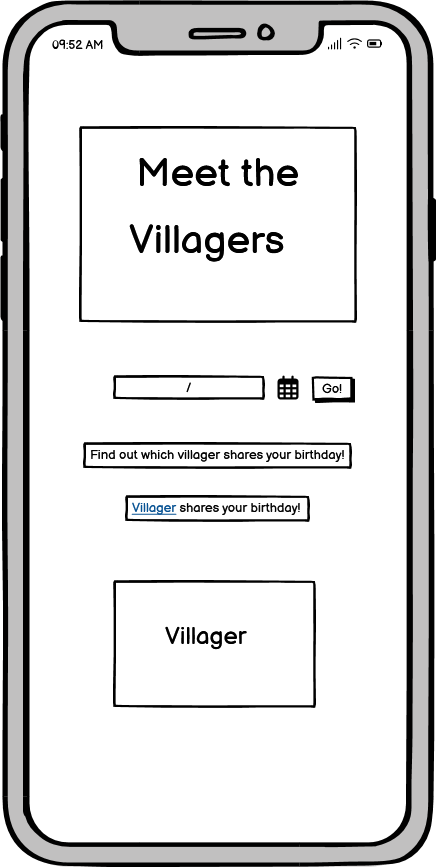 09:52 AM
Meet the
Villagers
/
Go!
Find out which villager shares your birthday!
Villager shares your birthday!
Villager